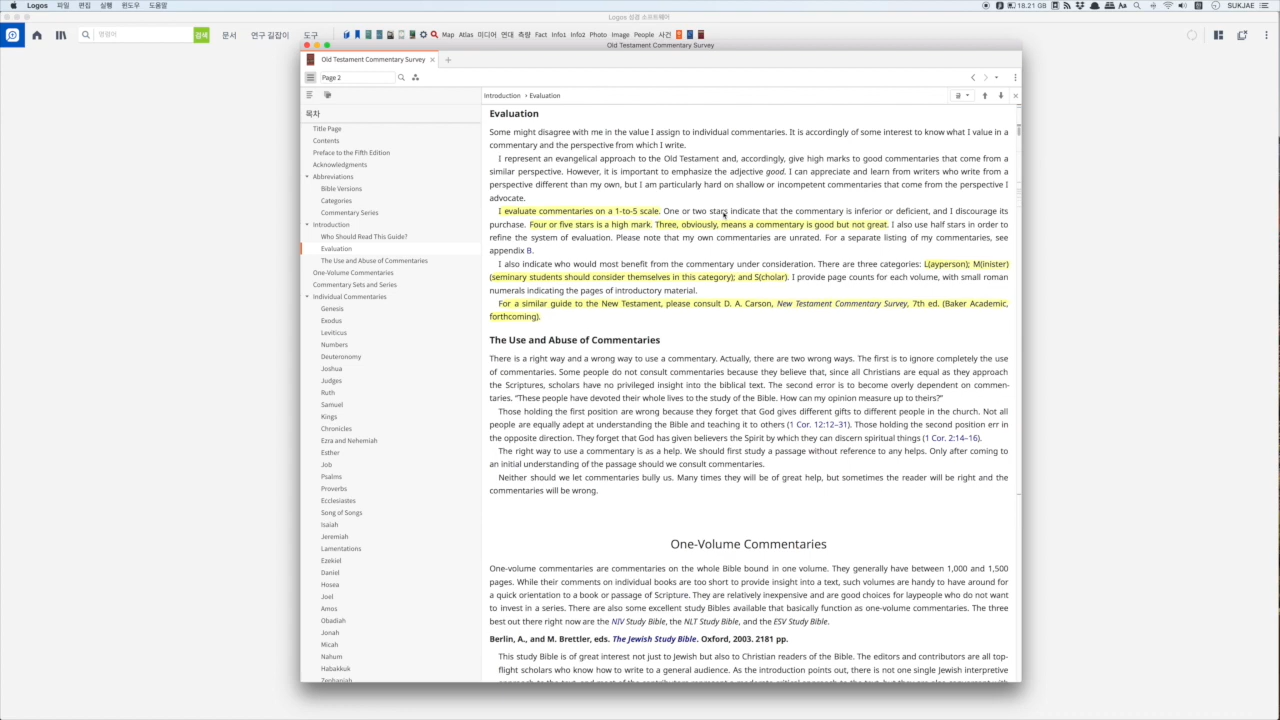 Logos 파일 편집 실행 윈도우 도움말
18.21 GB
SUKJAE
Logos 성경 소프트웨어
명령어
검색
문서 연구 길잡이 도구
Map Atlas 미디어 연대 측량 Fact Info1 Info2 Photo Image People 사건
Old Testament Commentary Survey
Old Testament Commentary Survey
Page 2
Introduction › Evaluation
글
목차
Title Page
Contents
Preface to the Fifth Edition
Acknowledgments
Abbreviations
Bible Versions
Categories
Commentary Series
Introduction
Who Should Read This Guide?
Evaluation
The Use and Abuse of Commentaries
One-Volume Commentaries
Commentary Sets and Series
Individual Commentaries
Genesis
Exodus
Leviticus
Numbers
Deuteronomy
Joshua
Judges
Ruth
Samuel
Kings
Chronicles
Ezra and Nehemiah
Esther
Job
Psalms
Proverbs
Ecclesiastes
Song of Songs
Isaiah
Jeremiah
Lamentations
Ezekiel
Daniel
Hosea
Joel
Amos
Obadiah
Jonah
Micah
Nahum
Habakkuk
Zephaniah
Evaluation
Some might disagree with me in the value I assign to individual commentaries. It is accordingly of some interest to know what I value in a
commentary and the perspective from which I write.
I represent an evangelical approach to the Old Testament and, accordingly, give high marks to good commentaries that come from a
similar perspective. However, it is important to emphasize the adjective good. I can appreciate and learn from writers who write from a
perspective different than my own, but I am particularly hard on shallow or incompetent commentaries that come from the perspective I
advocate.
I evaluate commentaries on a 1-to-5 scale. One or two stars indicate that the commentary is inferior or deficient, and I discourage its
purchase. Four or five stars is a high mark. Three, obviously, means a commentary is good but not great. I also use half stars in order to
refine the system of evaluation. Please note that my own commentaries are unrated. For a separate listing of my commentaries, see
appendix B.
I also indicate who would most benefit from the commentary under consideration. There are three categories: L(ayperson); M(inister)
(seminary students should consider themselves in this category); and S(cholar). I provide page counts for each volume, with small roman
numerals indicating the pages of introductory material.
For a similar guide to the New Testament, please consult D. A. Carson, New Testament Commentary Survey, 7th ed. (Baker Academic,
forthcoming).
The Use and Abuse of Commentaries
There is a right way and a wrong way to use a commentary. Actually, there are two wrong ways. The first is to ignore completely the use
of commentaries. Some people do not consult commentaries because they believe that, since all Christians are equal as they approach
the Scriptures, scholars have no privileged insight into the biblical text. The second error is to become overly dependent on commen-
taries. “These people have devoted their whole lives to the study of the Bible. How can my opinion measure up to theirs?”
Those holding the first position are wrong because they forget that God gives different gifts to different people in the church. Not all
people are equally adept at understanding the Bible and teaching it to others (1 Cor. 12:12–31). Those holding the second position err in
the opposite direction. They forget that God has given believers the Spirit by which they can discern spiritual things (1 Cor. 2:14–16).
The right way to use a commentary is as a help. We should first study a passage without reference to any helps. Only after coming to
an initial understanding of the passage should we consult commentaries.
Neither should we let commentaries bully us. Many times they will be of great help, but sometimes the reader will be right and the
commentaries will be wrong.
One-Volume Commentaries
One-volume commentaries are commentaries on the whole Bible bound in one volume. They generally have between 1,000 and 1,500
pages. While their comments on individual books are too short to provide insight into a text, such volumes are handy to have around for
a quick orientation to a book or passage of Scripture. They are relatively inexpensive and are good choices for laypeople who do not want
to invest in a series. There are also some excellent study Bibles available that basically function as one-volume commentaries. The three
best out there right now are the NIV Study Bible, the NLT Study Bible, and the ESV Study Bible.
Berlin, A., and M. Brettler, eds. The Jewish Study Bible. Oxford, 2003. 2181 pp.
This study Bible is of great interest not just to Jewish but also to Christian readers of the Bible. The editors and contributors are all top-
flight scholars who know how to write to a general audience. As the introduction points out, there is not one single Jewish interpretive